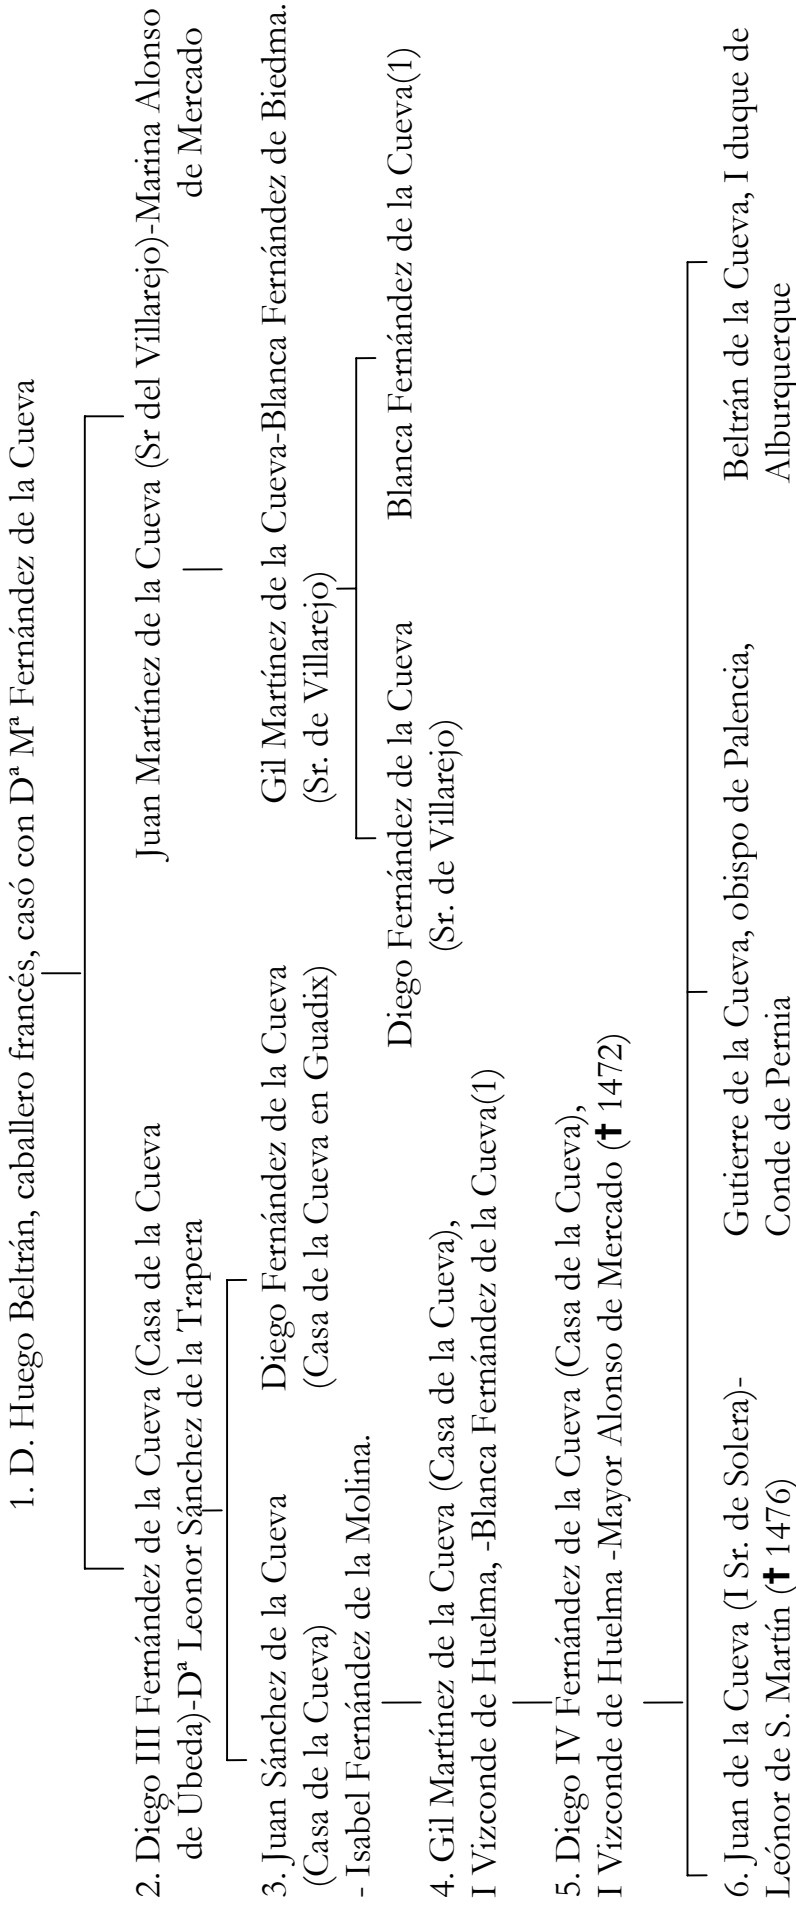 1. D. Huego Beltrán, caballero francés, casó con Dª Mª Fernández de la Cueva
2. Diego III Fernández de la Cueva (Casa de la Cueva
de Úbeda)-Dª Leonor Sánchez de la Trapera
Juan Martínez de la Cueva (Sr del Villarejo)-Marina Alonso
de Mercado
3. Juan Sánchez de la Cueva
(Casa de la Cueva)
- Isabel Fernández de la Molina.
Diego Fernández de la Cueva
(Casa de la Cueva en Guadix)
Gil Martínez de la Cueva-Blanca Fernández de Biedma.
(Sr. de Villarejo)
Diego Fernández de la Cueva
(Sr. de Villarejo)
Blanca Fernández de la Cueva(1)
4. Gil Martínez de la Cueva (Casa de la Cueva),
I Vizconde de Huelma, -Blanca Fernández de la Cueva(1)
5. Diego IV Fernández de la Cueva (Casa de la Cueva),
I Vizconde de Huelma -Mayor Alonso de Mercado (✝ 1472)
6. Juan de la Cueva (I Sr. de Solera)-
Leónor de S. Martín (✝ 1476)
Gutierre de la Cueva, obispo de Palencia,
Conde de Pernia
Beltrán de la Cueva, I duque de
Alburquerque